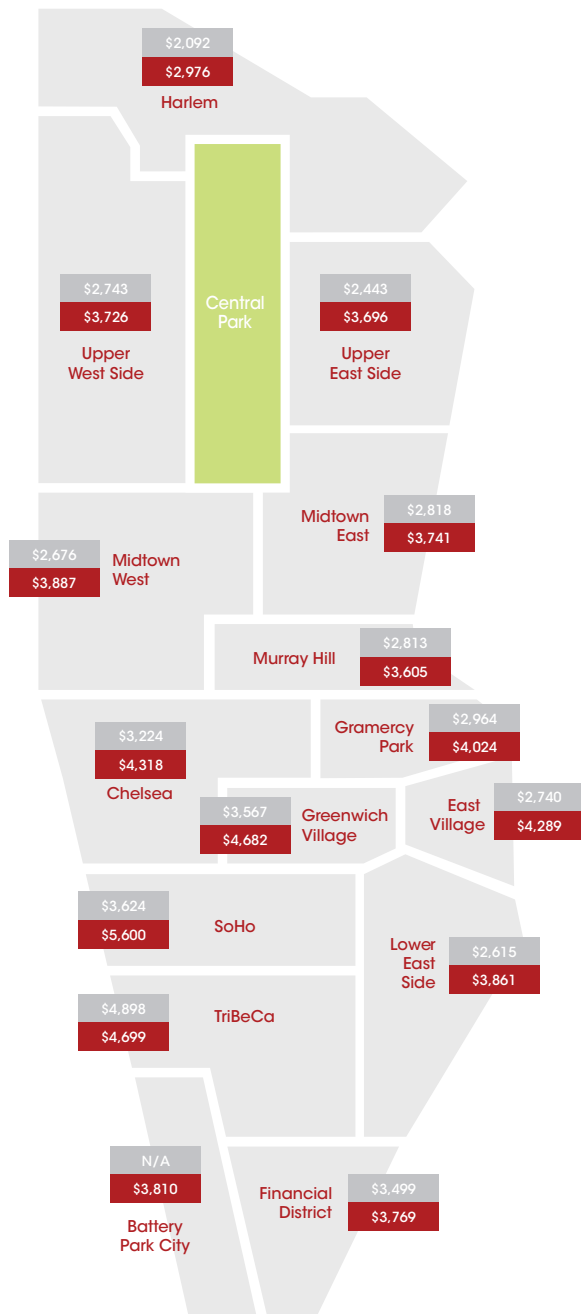 $2,092
$2,976
Harlem
$2,743
$3,726
Upper
West Side
Central
Park
$2,443
$3,696
Upper
East Side
Midtown
East
$2,818
$3,741
$2,676
$3,887
Midtown
West
Murray Hill
$2,813
$3,605
Gramercy
Park
$2,964
$4,024
$3,224
$4,318
Chelsea
$3,567
$4,682
Greenwich
Village
East
Village
$2,740
$4,289
$3,624
$5,600
SoHo
Lower
East
Side
$2,615
$3,861
$4,898
$4,699
TriBeCa
N/A
$3,810
Battery
Park City
Financial
District
$3,499
$3,769